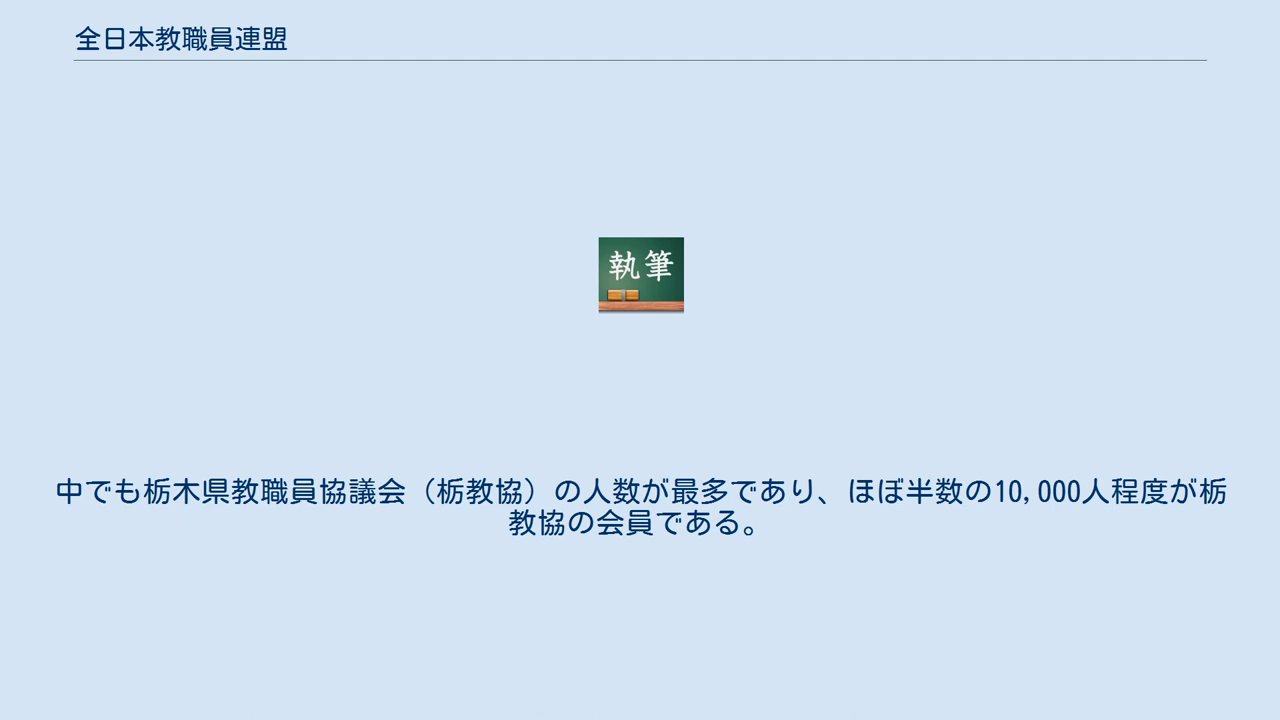 全日本教職員連盟
執筆
中でも栃木県教職員協議会（栃教協）の人数が最多であり、ほぼ半数の10,000人程度が栃
教協の会員である。